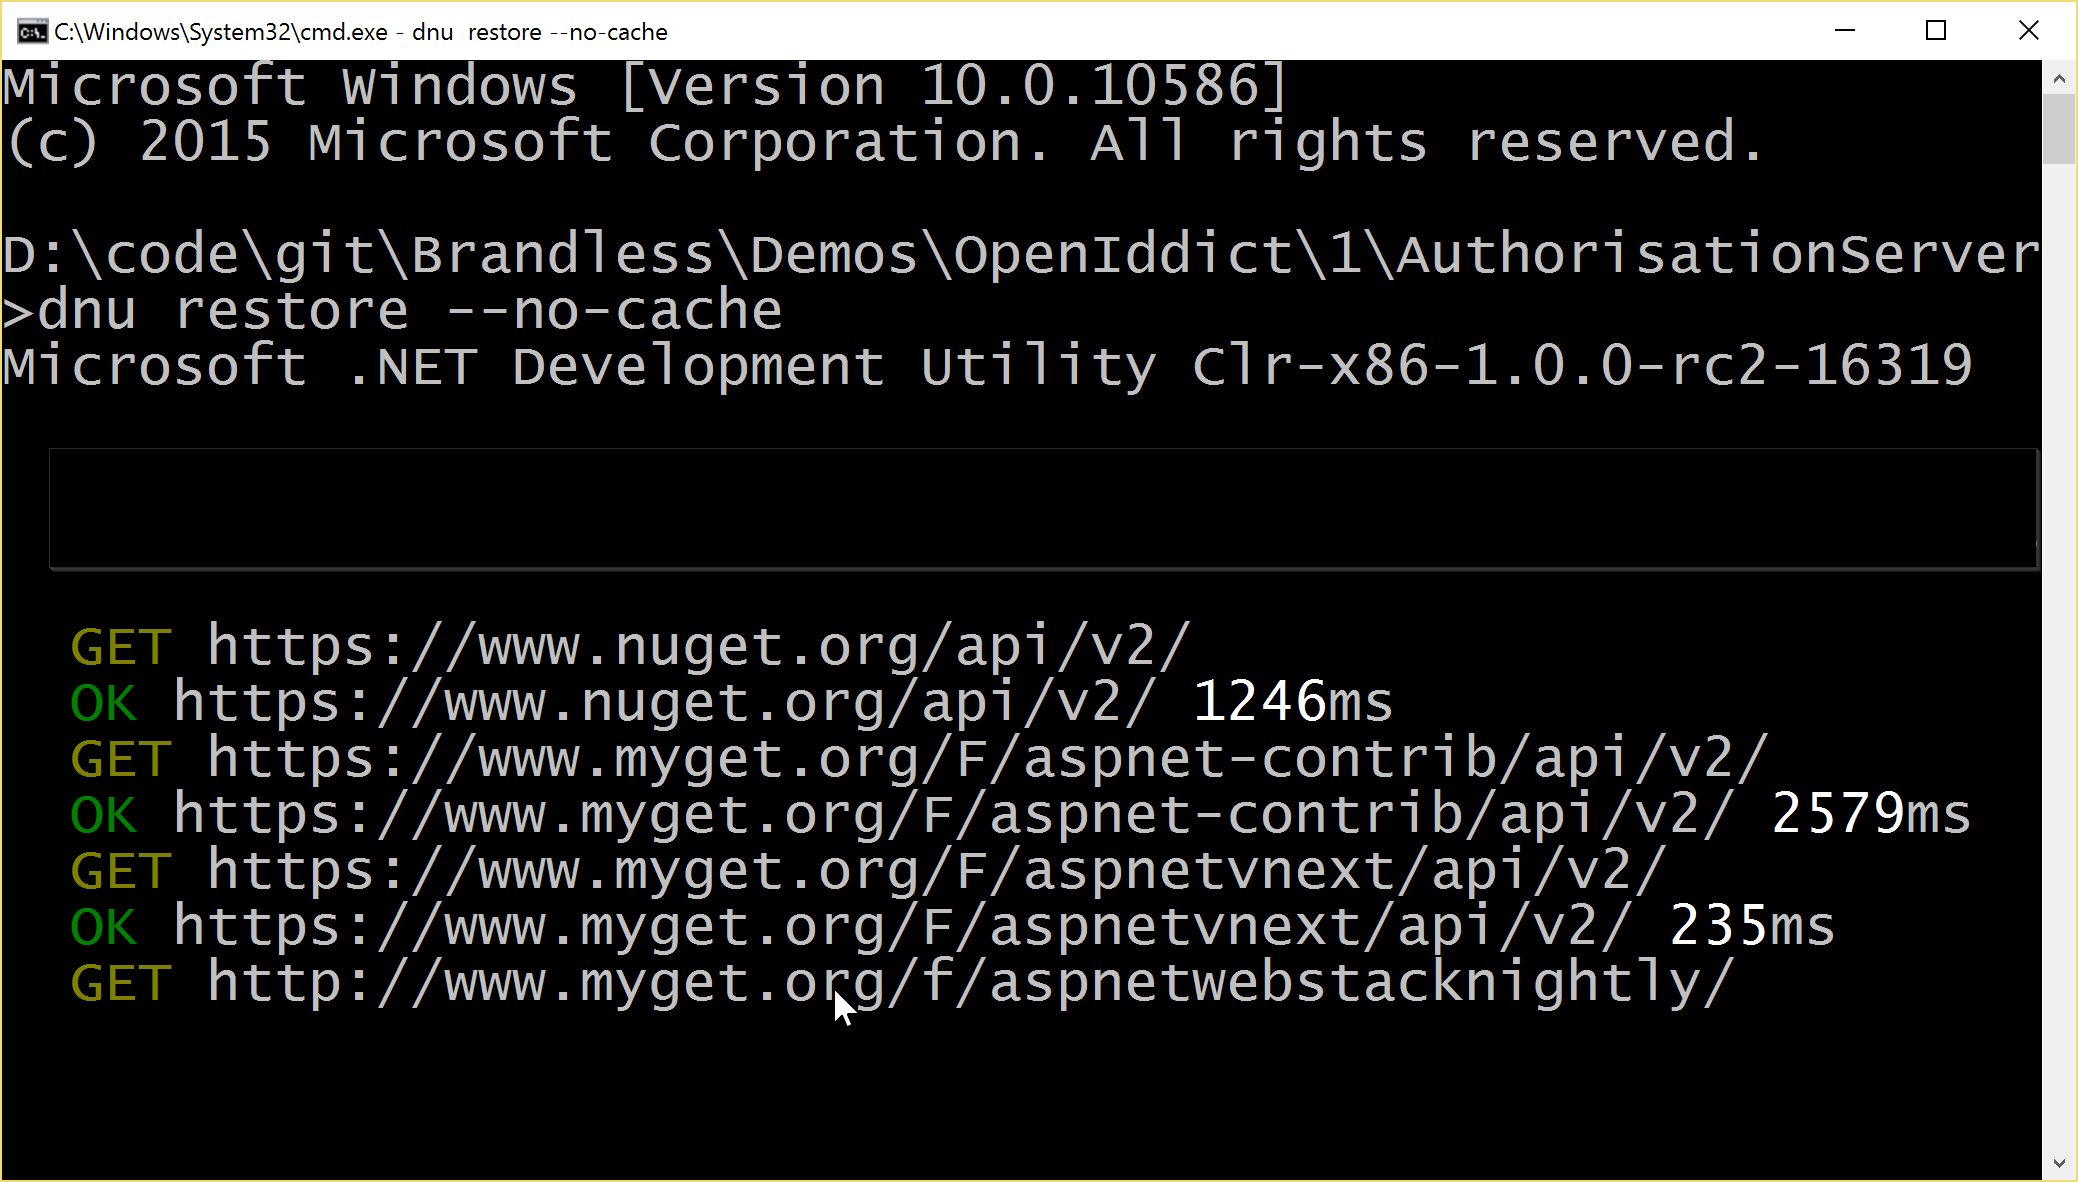 C:\Windows\System32\cmd.exe - dnu  restore --no-cache
Microsoft Windows [Version 10.0.10586]
(c) 2015 Microsoft Corporation. All rights reserved.
D:\code\git\Brandless\Demos\OpenIddict\1\AuthorisationServer
>dnu restore --no-cache
Microsoft .NET Development Utility Clr-x86-1.0.0-rc2-16319
GET https://www.nuget.org/api/v2/
OK https://www.nuget.org/api/v2/ 1246ms
GET https://www.myget.org/F/aspnet-contrib/api/v2/
OK https://www.myget.org/F/aspnet-contrib/api/v2/ 2579ms
GET https://www.myget.org/F/aspnetvnext/api/v2/
OK https://www.myget.org/F/aspnetvnext/api/v2/ 235ms
GET http://www.myget.org/f/aspnetwebstacknightly/